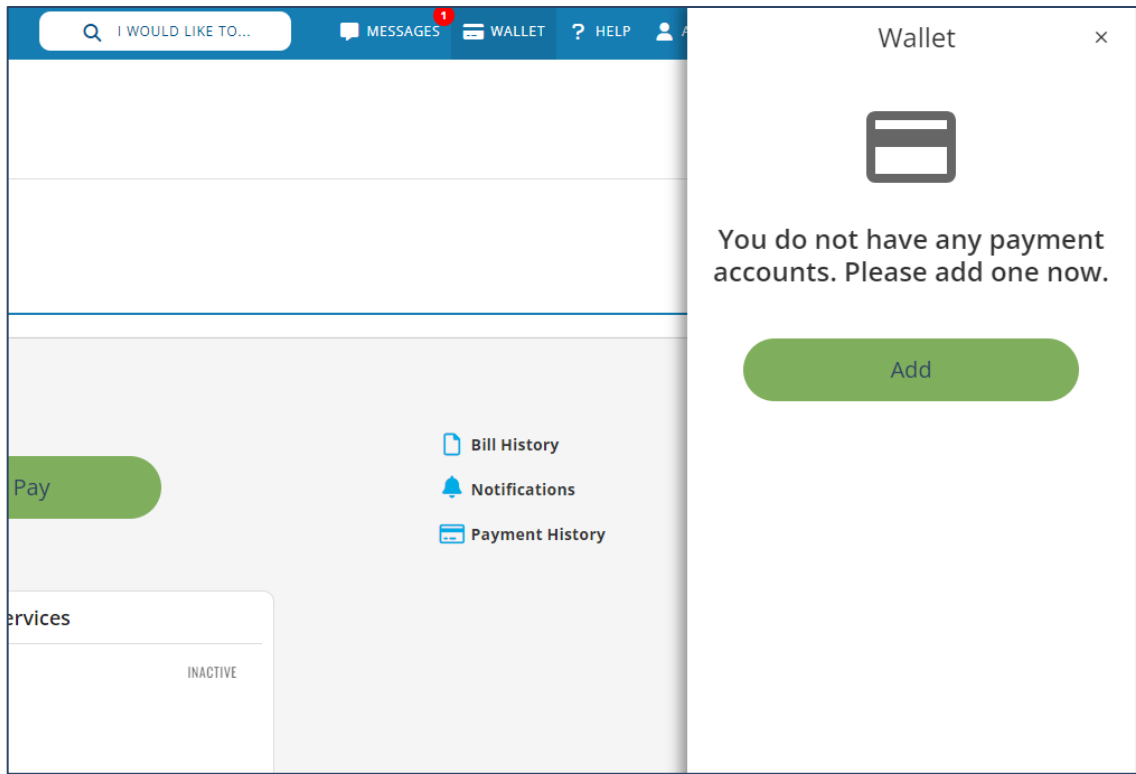 I WOULD LIKE TO...
MESSAGES
1
WALLET
? HELP
Wallet
×
You do not have any payment
accounts. Please add one now.
Add
Pay
Bill History
Notifications
Payment History
ervices
INACTIVE